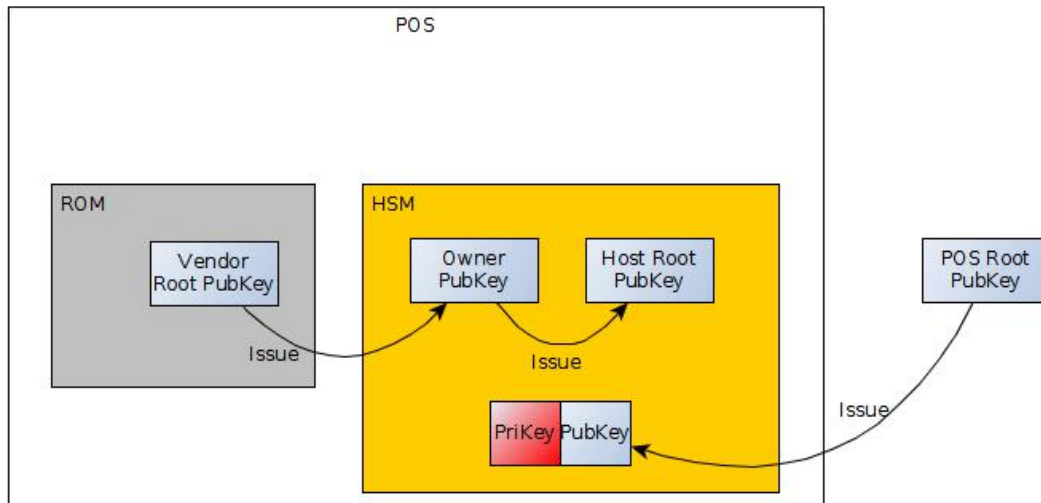 POS
ROM
HSM
Vendor
Root PubKey
Owner
PubKey
Host Root
PubKey
POS Root
PubKey
Issue
Issue
Issue
PriKey
PubKey